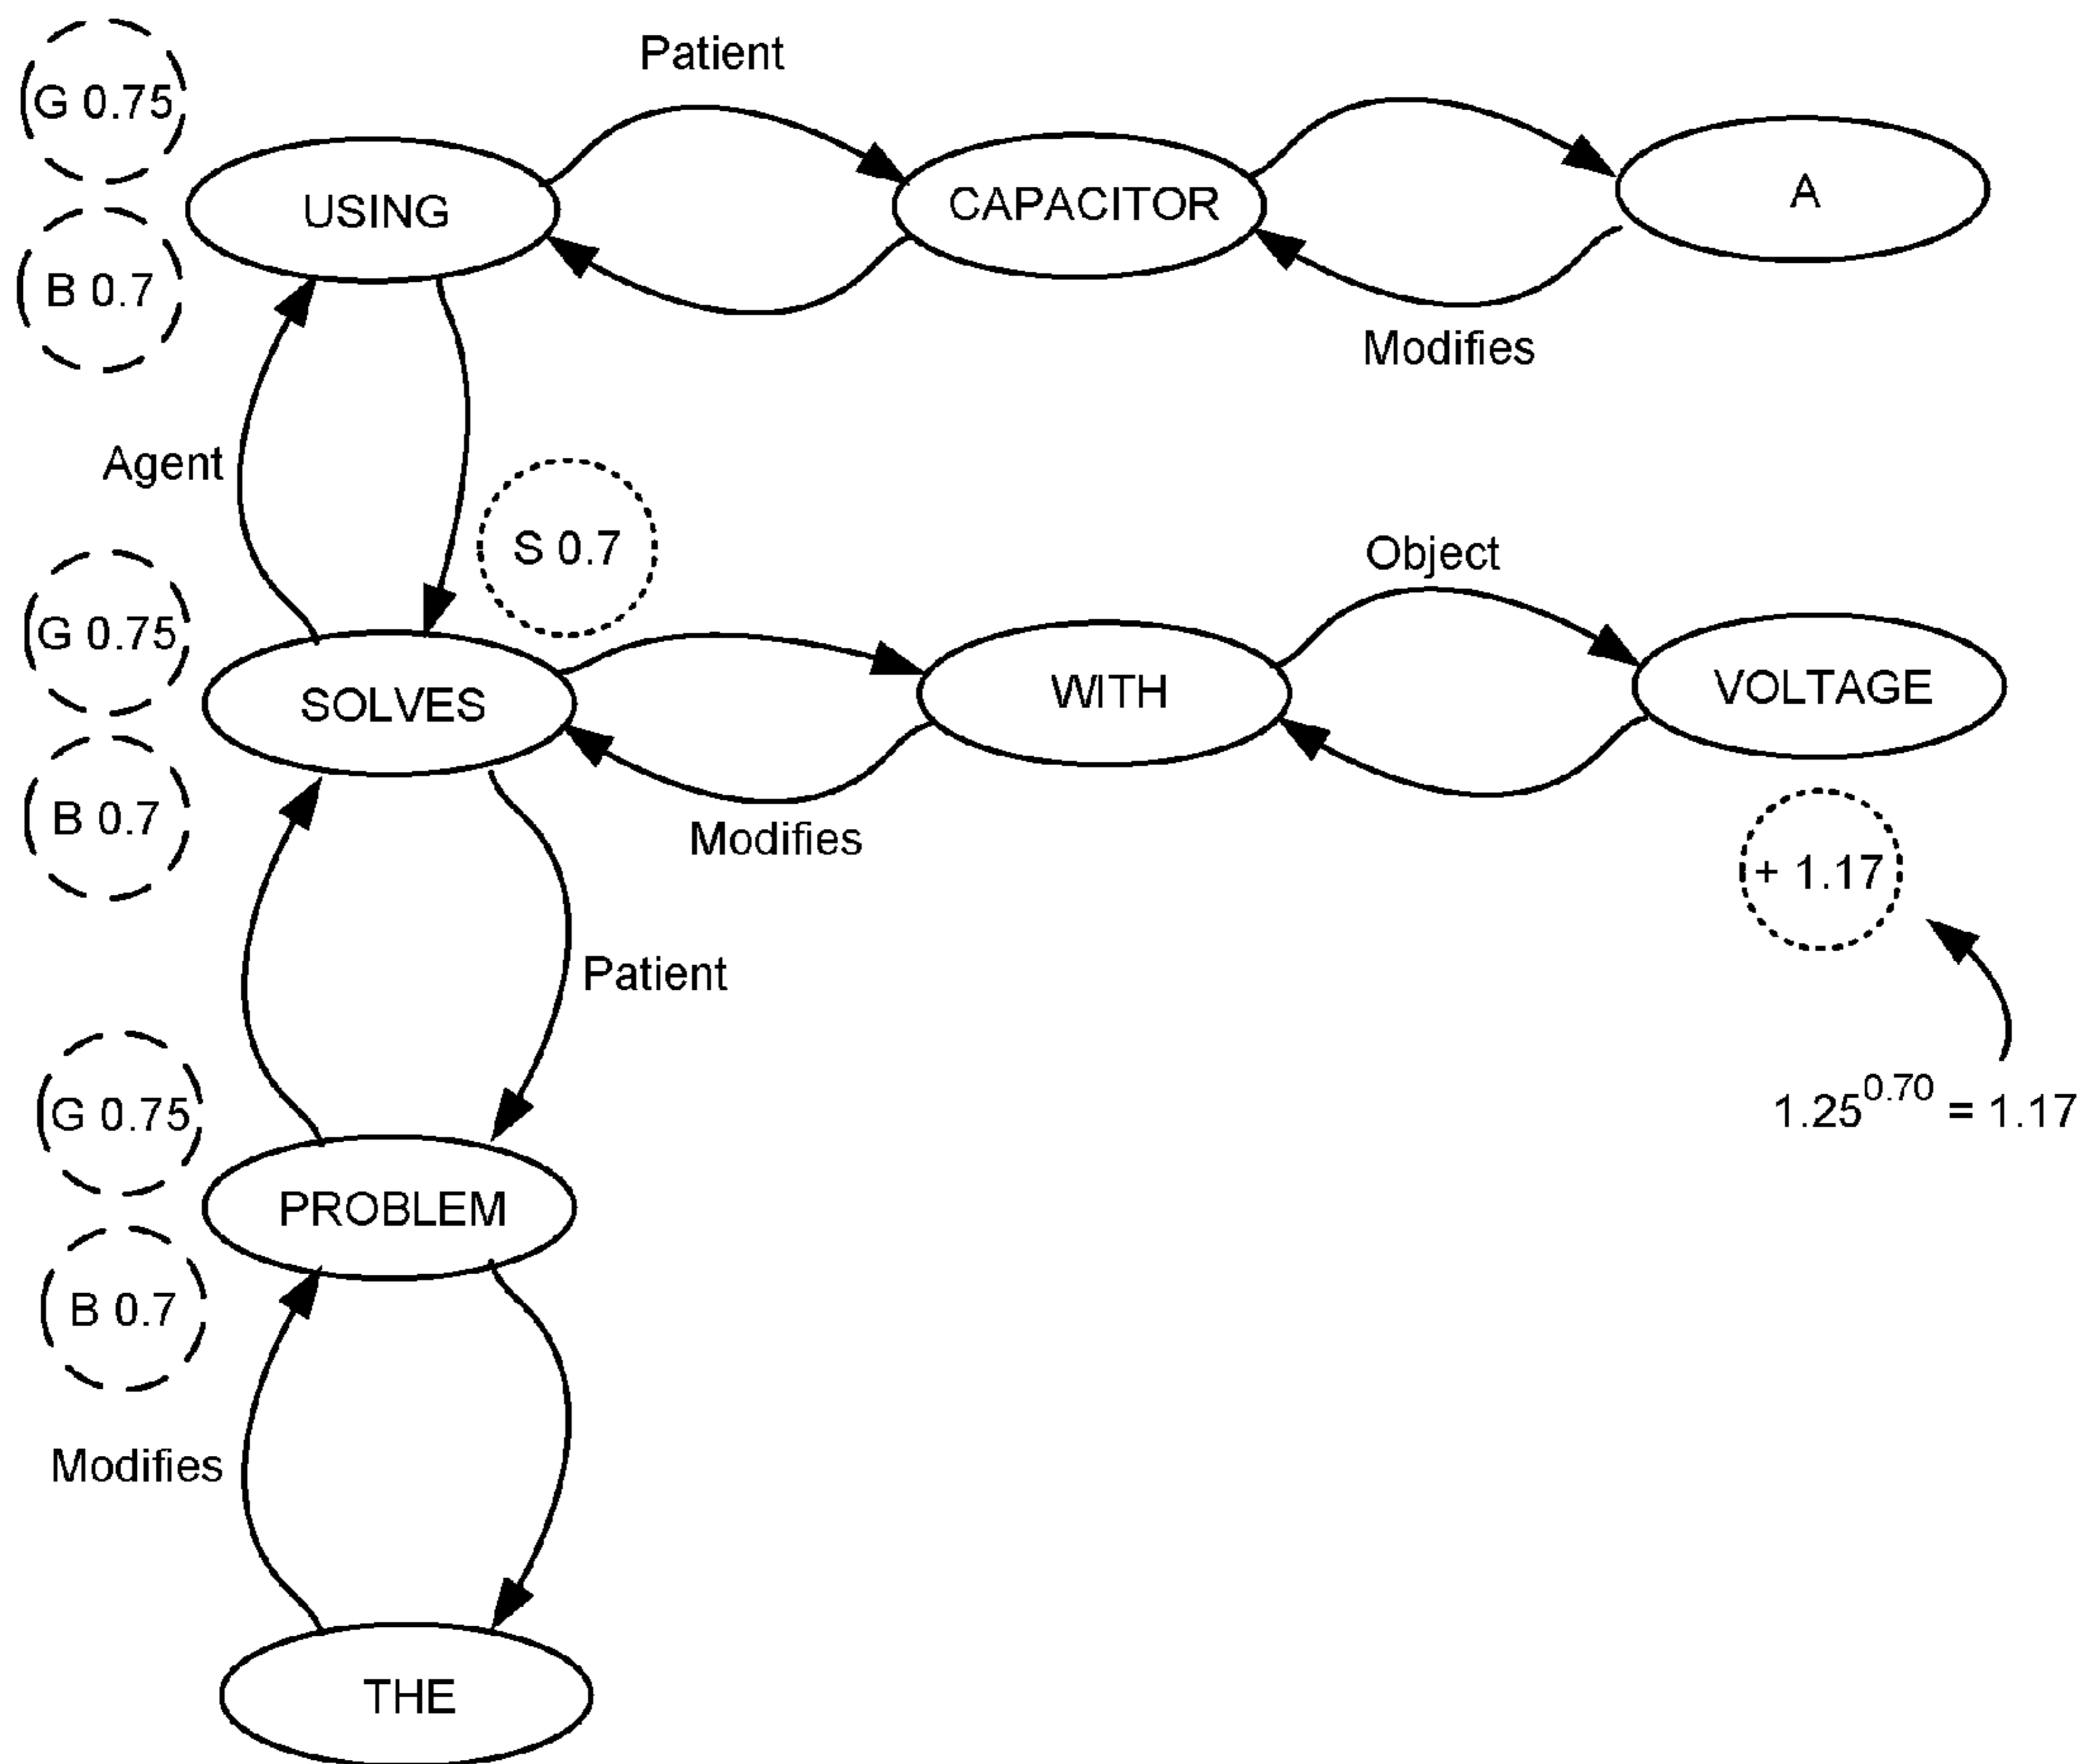 Patient
G 0.75
USING
CAPACITOR
A
B 0.7
Modifies
Agent
S 0.7
Object
G 0.75
SOLVES
WITH
VOLTAGE
B 0.7
Modifies
+ 1.17
Patient
1.25^0.70 = 1.17
G 0.75
PROBLEM
B 0.7
Modifies
THE